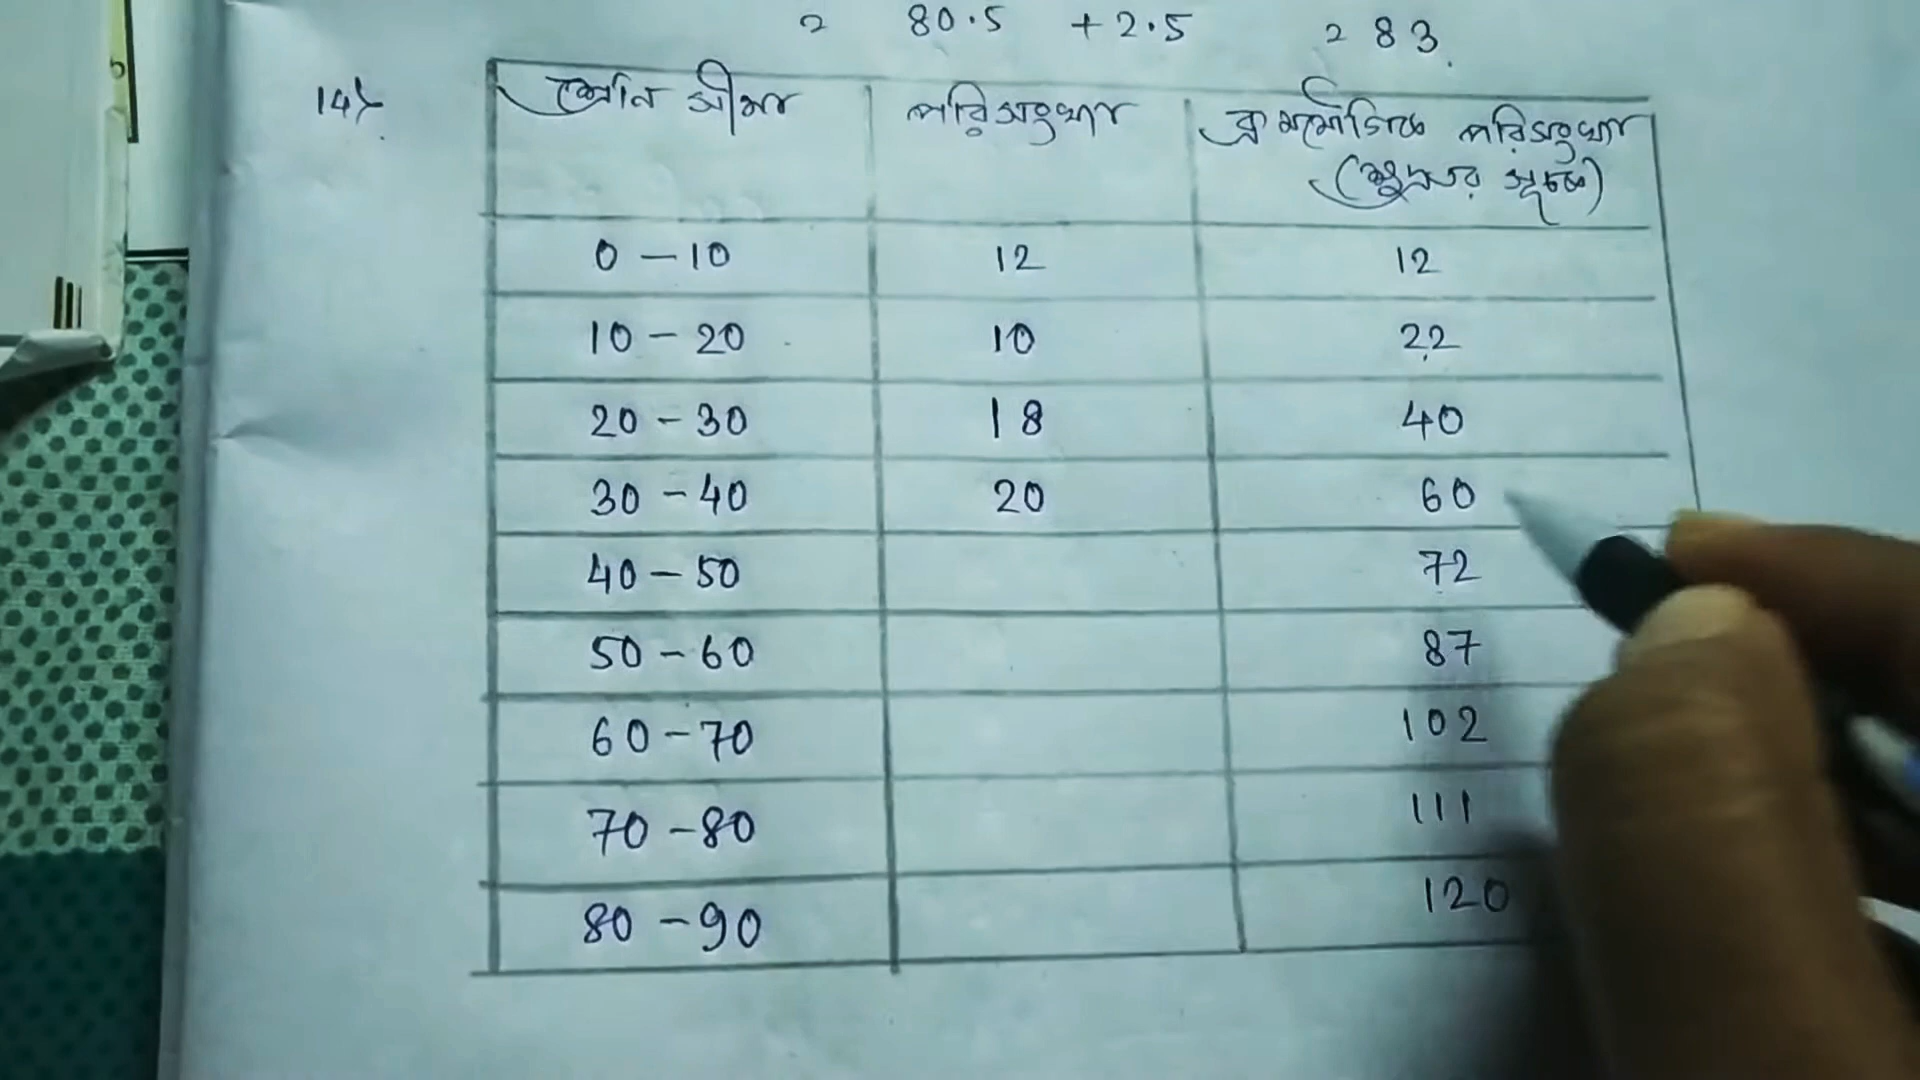 2 80.5 +2.5 2 83.
14) শ্রেনি সীমা পরিসংখ্যা ক্রমযৌগিক পরিসংখ্যা
(ক্ষুদ্রতর সূচক)
0 - 10 12 12
10 - 20 10 22
20 - 30 18 40
30 - 40 20 60
40 - 50 72
50 - 60 87
60 - 70 102
70 - 80 111
80 - 90 120